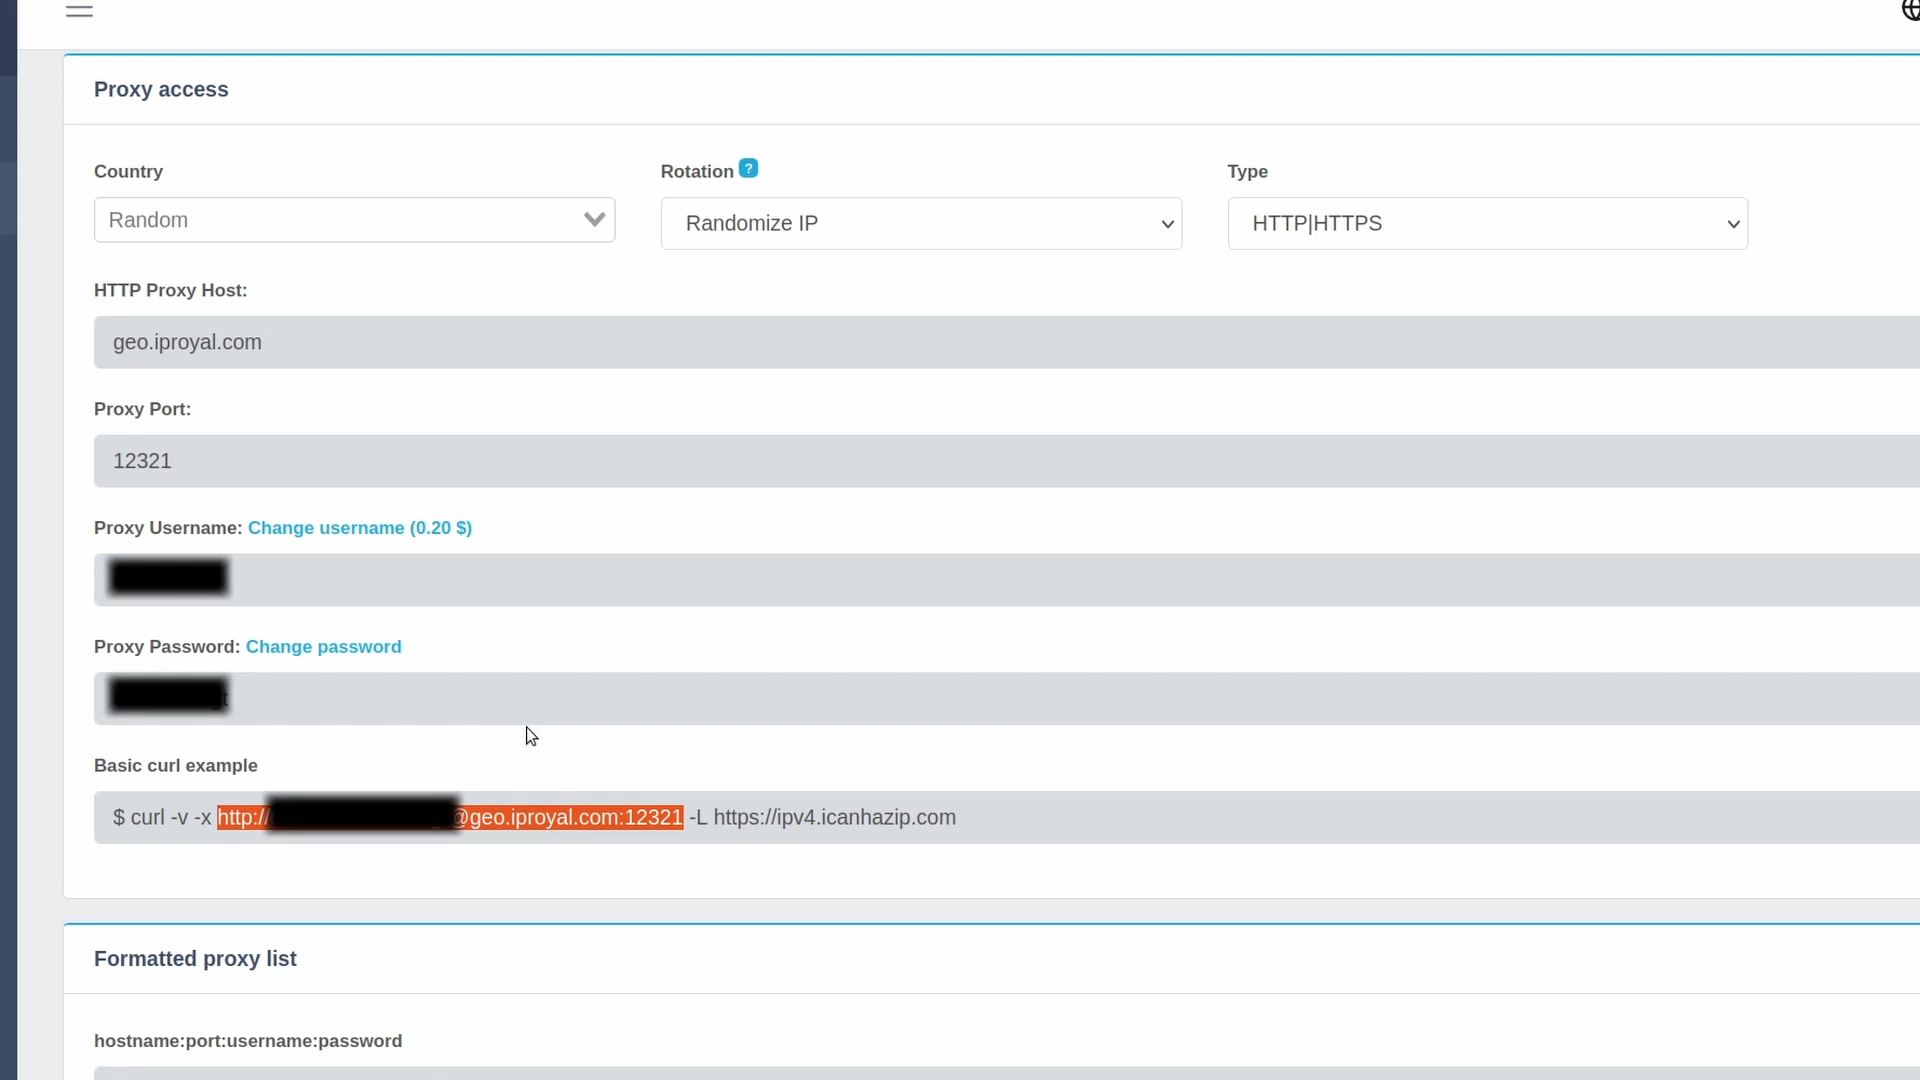 Proxy access
Country
Rotation ?
Type
Random
Randomize IP
HTTP|HTTPS
HTTP Proxy Host:
geo.iproyal.com
Proxy Port:
12321
Proxy Username: Change username (0.20 $)
Proxy Password: Change password
Basic curl example
$ curl -v -x http://@geo.iproyal.com:12321 -L https://ipv4.icanhazip.com
Formatted proxy list
hostname:port:username:password